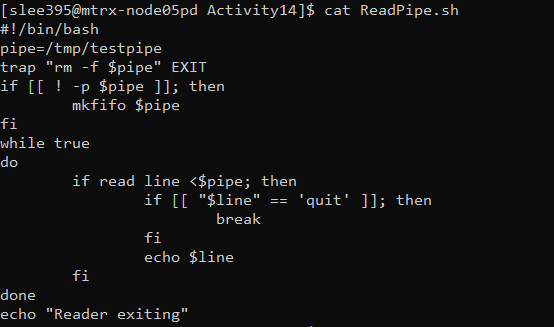 [slee395@mtrx-node05pd Activity14]$ cat ReadPipe.sh
#!/bin/bash
pipe=/tmp/testpipe
trap "rm -f $pipe" EXIT
if [[ ! -p $pipe ]]; then
        mkfifo $pipe
fi
while true
do
        if read line <$pipe; then
                if [[ "$line" == 'quit' ]]; then
                        break
                fi
                echo $line
        fi
done
echo "Reader exiting"